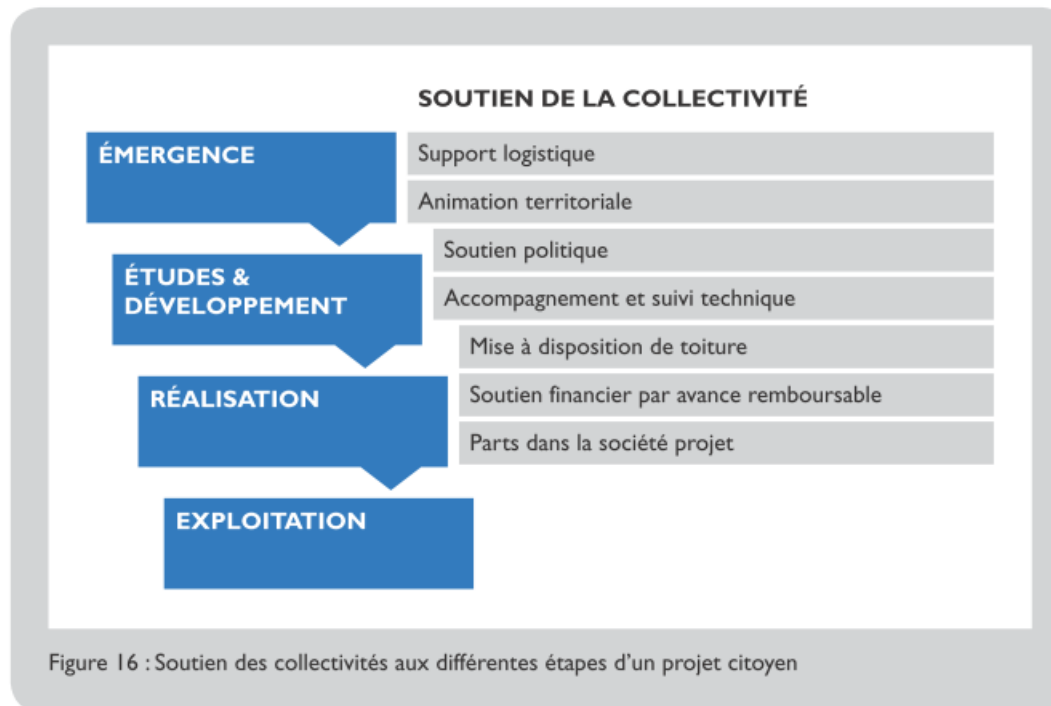 SOUTIEN DE LA COLLECTIVITÉ
ÉMERGENCE
Support logistique
Animation territoriale
ÉTUDES &
DÉVELOPPEMENT
Soutien politique
Accompagnement et suivi technique
RÉALISATION
Mise à disposition de toiture
Soutien financier par avance remboursable
Parts dans la société projet
EXPLOITATION
Figure 16 : Soutien des collectivités aux différentes étapes d'un projet citoyen